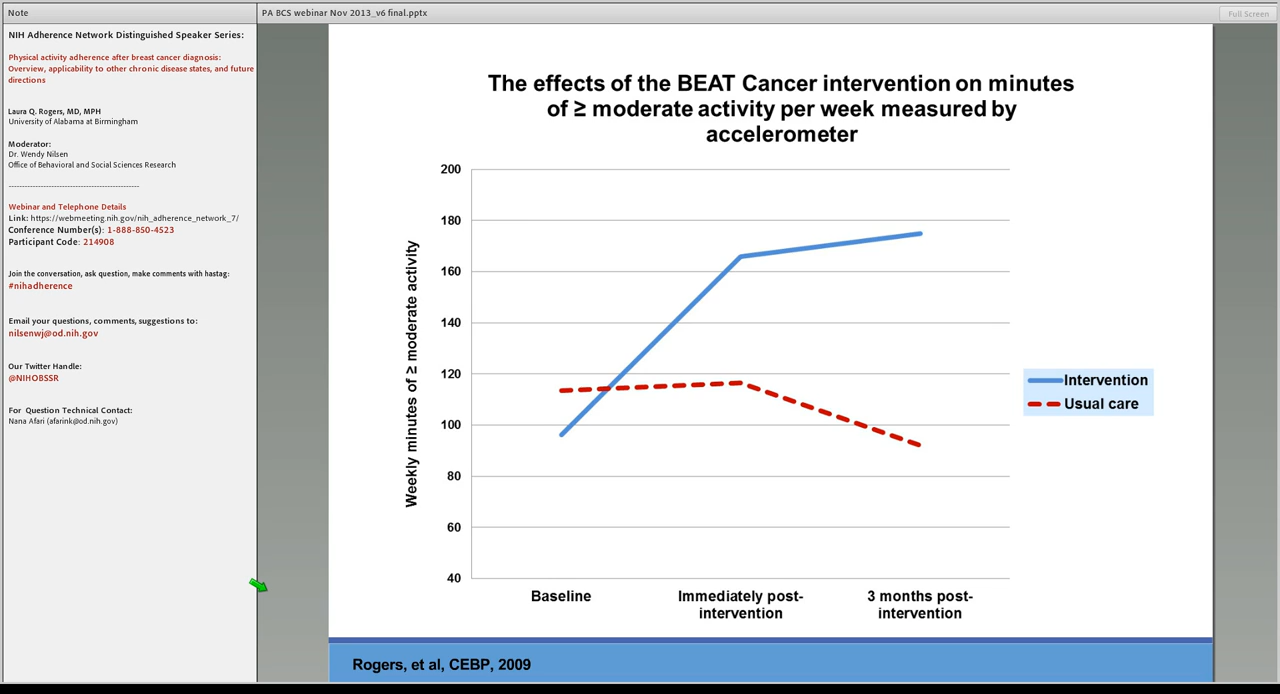 Note
NIH Adherence Network Distinguished Speaker Series:
Physical activity adherence after breast cancer diagnosis:
Overview, applicability to other chronic disease states, and future
directions
Laura Q. Rogers, MD, MPH
University of Alabama at Birmingham
Moderator:
Dr. Wendy Nilsen
Office of Behavioral and Social Sciences Research
------------------------------------------------
Webinar and Telephone Details
Link: https://webmeeting.nih.gov/nih_adherence_network_7/
Conference Number(s): 1-888-850-4523
Participant Code: 214908
Join the conversation, ask question, make comments with hastag:
#nihadherence
Email your questions, comments, suggestions to:
nilsenwj@od.nih.gov
Our Twitter Handle:
@NIHOBSSR
For Question Technical Contact:
Nana Afari (afarink@od.nih.gov)
PA BCS webinar Nov 2013_v6 final.pptx
Full Screen
The effects of the BEAT Cancer intervention on minutes
of ≥ moderate activity per week measured by
accelerometer
Weekly minutes of ≥ moderate activity
200
180
160
140
120
100
80
60
40
Baseline
Immediately post-
intervention
3 months post-
intervention
Intervention
Usual care
Rogers, et al, CEBP, 2009